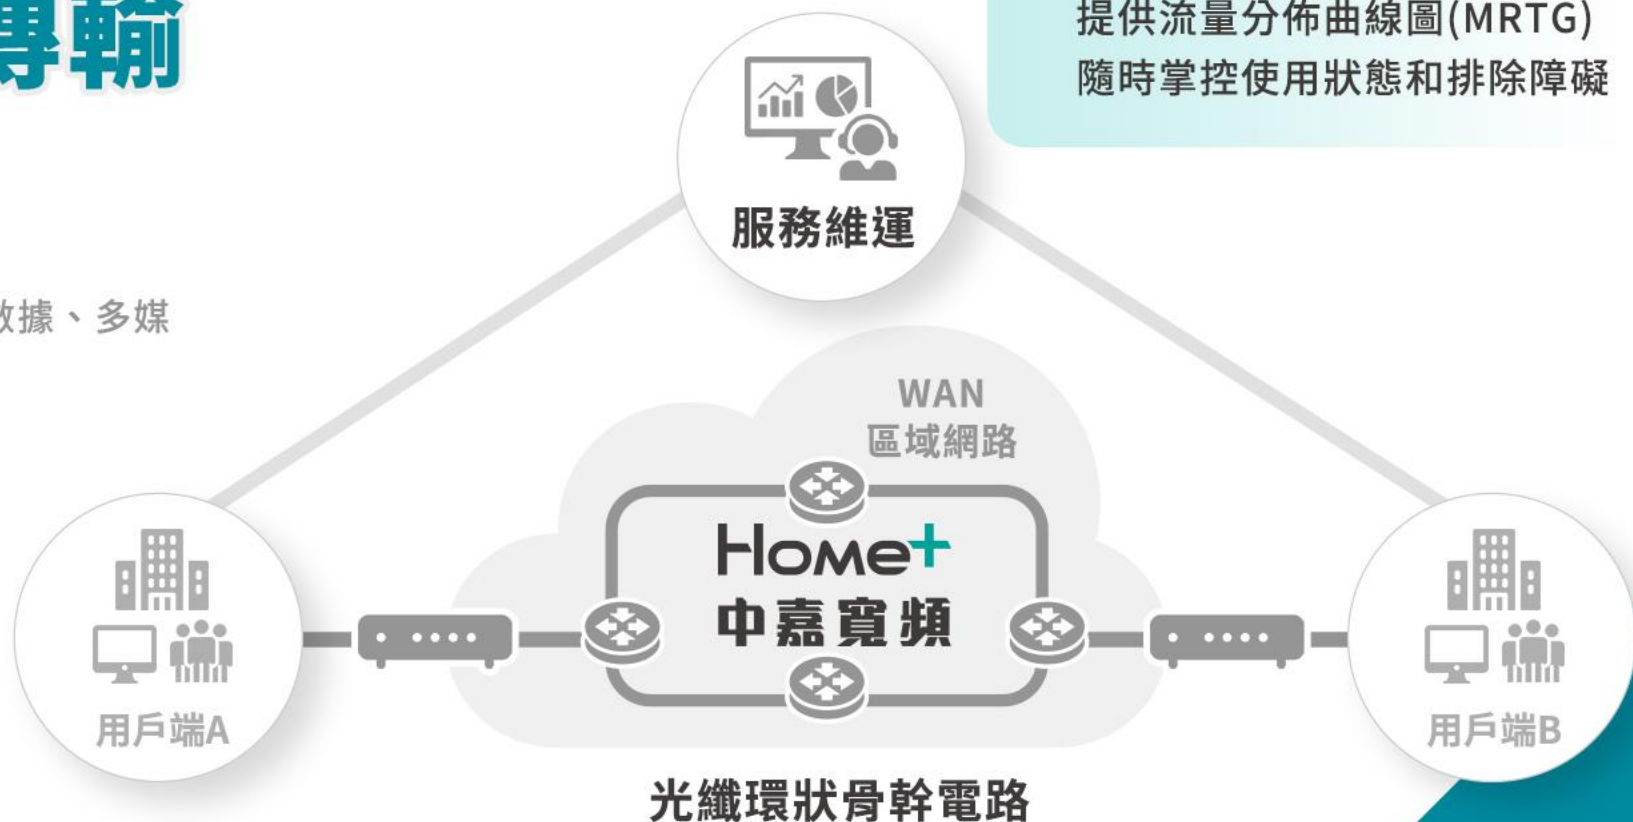 傳輸
提供流量分佈曲線圖(MRTG)
隨時掌控使用狀態和排除障礙
服務維運
數據、多媒
WAN
區域網路
Home+
中嘉寬頻
用戶端A
用戶端B
光纖環狀骨幹電路